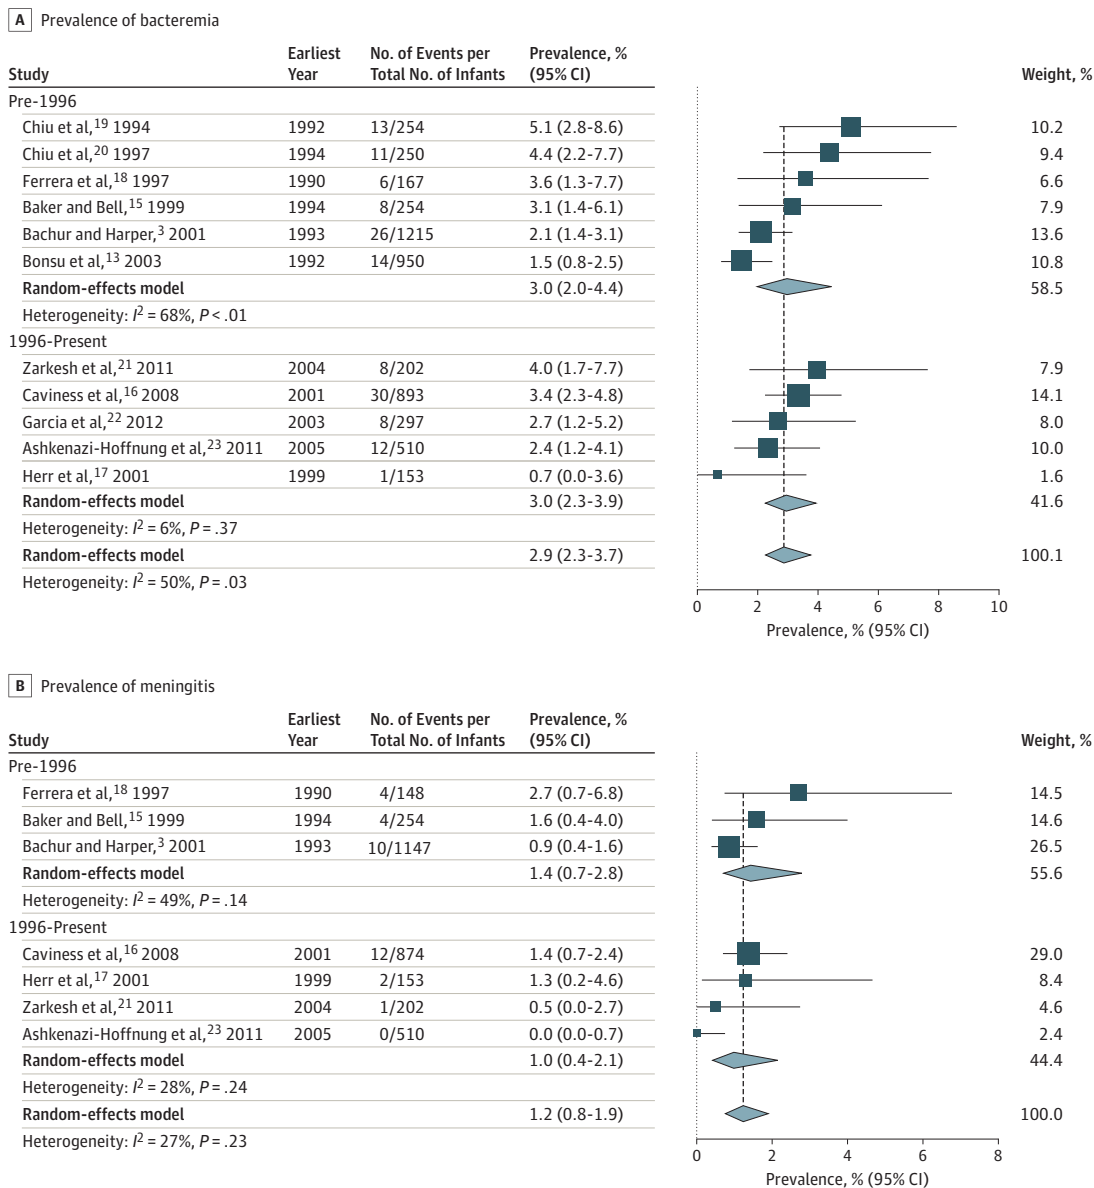 A Prevalence of bacteremia
Study Earliest Year No. of Events per Total No. of Infants Prevalence, % (95% CI) Weight, %
Pre-1996
Chiu et al,19 1994 1992 13/254 5.1 (2.8-8.6) 10.2
Chiu et al,20 1997 1994 11/250 4.4 (2.2-7.7) 9.4
Ferrera et al,18 1997 1990 6/167 3.6 (1.3-7.7) 6.6
Baker and Bell,15 1999 1994 8/254 3.1 (1.4-6.1) 7.9
Bachur and Harper,3 2001 1993 26/1215 2.1 (1.4-3.1) 13.6
Bonsu et al,13 2003 1992 14/950 1.5 (0.8-2.5) 10.8
Random-effects model 3.0 (2.0-4.4) 58.5
Heterogeneity: I2 = 68%, P < .01
1996-Present
Zarkesh et al,21 2011 2004 8/202 4.0 (1.7-7.7) 7.9
Caviness et al,16 2008 2001 30/893 3.4 (2.3-4.8) 14.1
Garcia et al,22 2012 2003 8/297 2.7 (1.2-5.2) 8.0
Ashkenazi-Hoffnung et al,23 2011 2005 12/510 2.4 (1.2-4.1) 10.0
Herr et al,17 2001 1999 1/153 0.7 (0.0-3.6) 1.6
Random-effects model 3.0 (2.3-3.9) 41.6
Heterogeneity: I2 = 6%, P = .37
Random-effects model 2.9 (2.3-3.7) 100.1
Heterogeneity: I2 = 50%, P = .03
0 2 4 6 8 10
Prevalence, % (95% CI)
B Prevalence of meningitis
Study Earliest Year No. of Events per Total No. of Infants Prevalence, % (95% CI) Weight, %
Pre-1996
Ferrera et al,18 1997 1990 4/148 2.7 (0.7-6.8) 14.5
Baker and Bell,15 1999 1994 4/254 1.6 (0.4-4.0) 14.6
Bachur and Harper,3 2001 1993 10/1147 0.9 (0.4-1.6) 26.5
Random-effects model 1.4 (0.7-2.8) 55.6
Heterogeneity: I2 = 49%, P = .14
1996-Present
Caviness et al,16 2008 2001 12/874 1.4 (0.7-2.4) 29.0
Herr et al,17 2001 1999 2/153 1.3 (0.2-4.6) 8.4
Zarkesh et al,21 2011 2004 1/202 0.5 (0.0-2.7) 4.6
Ashkenazi-Hoffnung et al,23 2011 2005 0/510 0.0 (0.0-0.7) 2.4
Random-effects model 1.0 (0.4-2.1) 44.4
Heterogeneity: I2 = 28%, P = .24
Random-effects model 1.2 (0.8-1.9) 100.0
Heterogeneity: I2 = 27%, P = .23
0 2 4 6 8
Prevalence, % (95% CI)